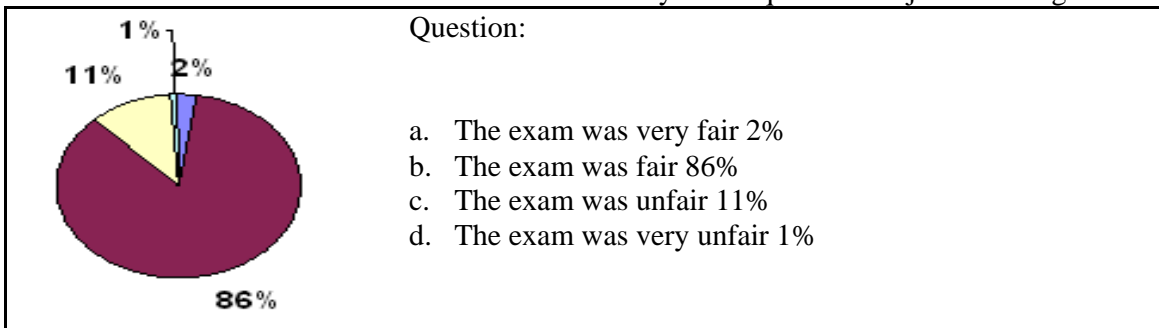 1%
Question:
11%
2%
a. The exam was very fair 2%
b. The exam was fair 86%
c. The exam was unfair 11%
d. The exam was very unfair 1%
86%